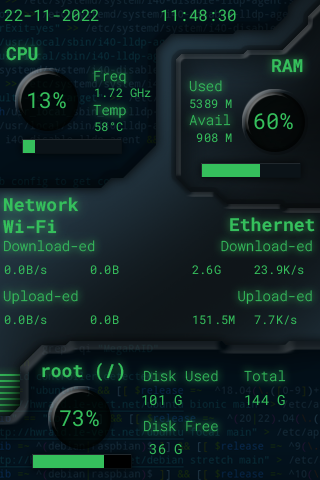 22-11-2022 11:48:30
CPU
13%
Freq
1.72 GHz
Temp
58°C
RAM
Used
5389 M
Avail
908 M
60%
Network
Wi-Fi
Download-ed
0.0B/s 0.0B
Upload-ed
0.0B/s 0.0B
Ethernet
Download-ed
2.6G 23.9K/s
Upload-ed
151.5M 7.7K/s
root (/)
73%
Disk Used
101 G
Total
144 G
Disk Free
36 G